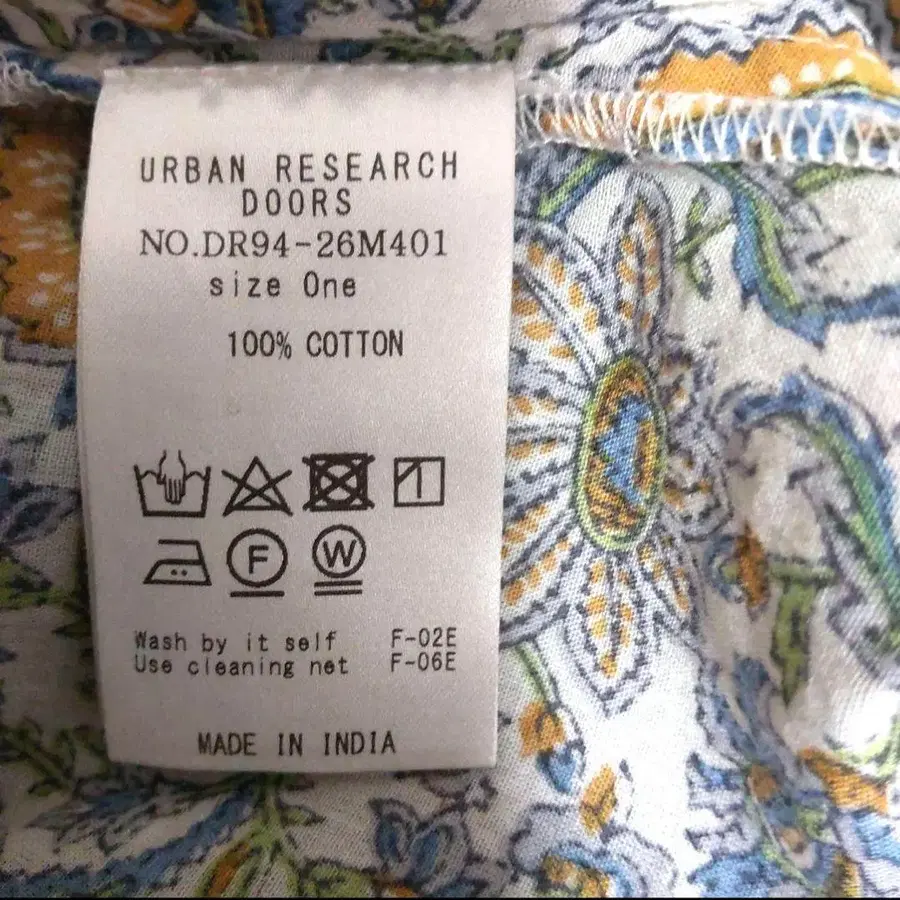 URBAN RESEARCH
DOORS
NO.DR94-26M401
size One
100% COTTON
F W
Wash by it self F-02E
Use cleaning net F-06E
MADE IN INDIA